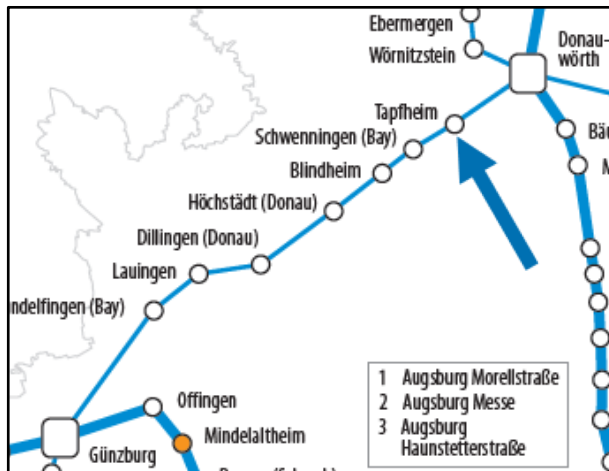 Ebermergen
Donau-
wörth
Wörnitzstein
Tapfheim
Schwenningen (Bay)
Blindheim
Höchstädt (Donau)
Dillingen (Donau)
Lauingen
ndelfingen (Bay)
Offingen
Mindelaltheim
Günzburg
1 Augsburg Morellstraße
2 Augsburg Messe
3 Augsburg
Haunstetterstraße